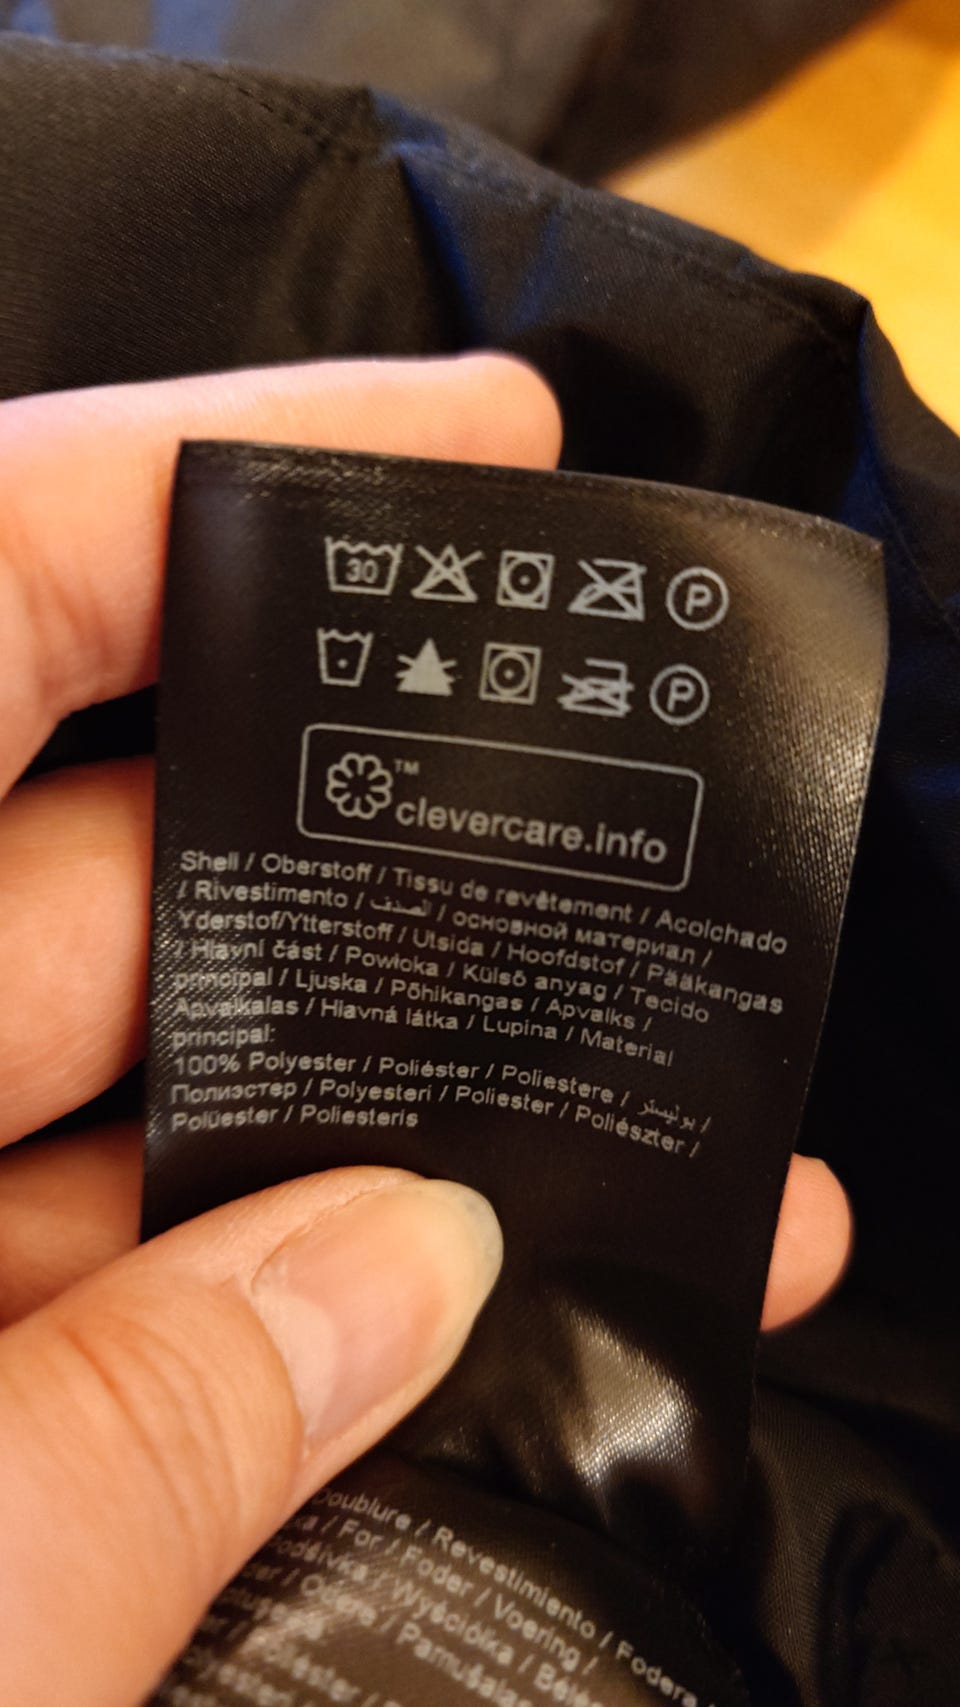 30 P
P
™
clevercare.info
Shell / Oberstoff / Tissu de revêtement / Acolchado
/ Rivestimento / الصدف / основной материал /
Yderstof/Ytterstoff / Utsida / Hoofdstof / Pääkangas
/ Hlavní část / Powłoka / Külső anyag / Tecido
principal / Ljuska / Põhikangas / Apvalks /
Apvalkalas / Hlavná látka / Lupina / Material
principal:
100% Polyester / Poliéster / Poliestere / بوليستر /
Полиэстер / Polyesteri / Poliester / Poliészter /
Polüester / Poliesteris
Doublure / Revestimiento / Fodera /
/ For / Foder / Voering /
Podšívka / Wyściółka /
/ Pamušalas